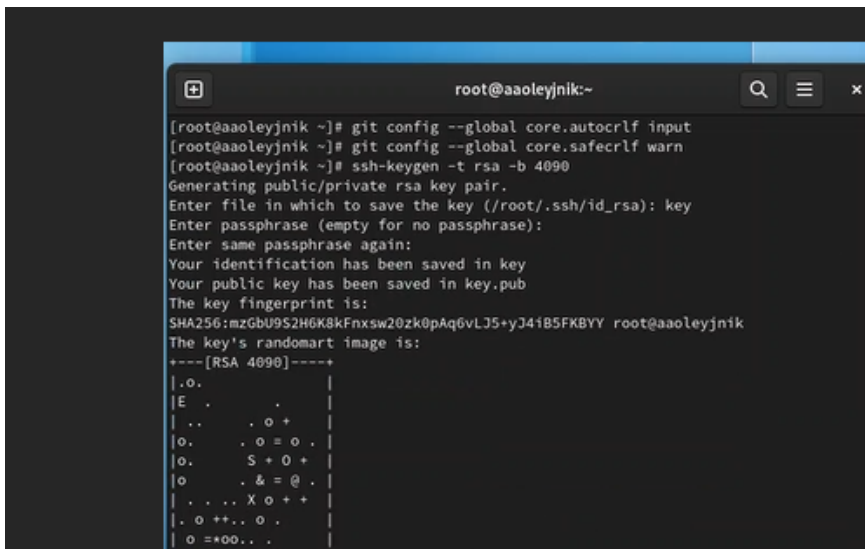 root@aaoleyjnik:~
[root@aaoleyjnik ~]# git config --global core.autocrlf input
[root@aaoleyjnik ~]# git config --global core.safecrlf warn
[root@aaoleyjnik ~]# ssh-keygen -t rsa -b 4090
Generating public/private rsa key pair.
Enter file in which to save the key (/root/.ssh/id_rsa): key
Enter passphrase (empty for no passphrase):
Enter same passphrase again:
Your identification has been saved in key
Your public key has been saved in key.pub
The key fingerprint is:
SHA256:mzGbU9S2H6K8kFnxsw20zk0pAq6vLJ5+yJ4iB5FKBYY root@aaoleyjnik
The key's randomart image is:
+---[RSA 4090]----+
|.o.              |
|E  .       .     |
| ..     . o +    |
|o.     . o = o . |
|o.      S + O +  |
|o      . & = @ . |
| . . .. X o + +  |
|. o ++.. o .     |
| o =*oo.. .      |